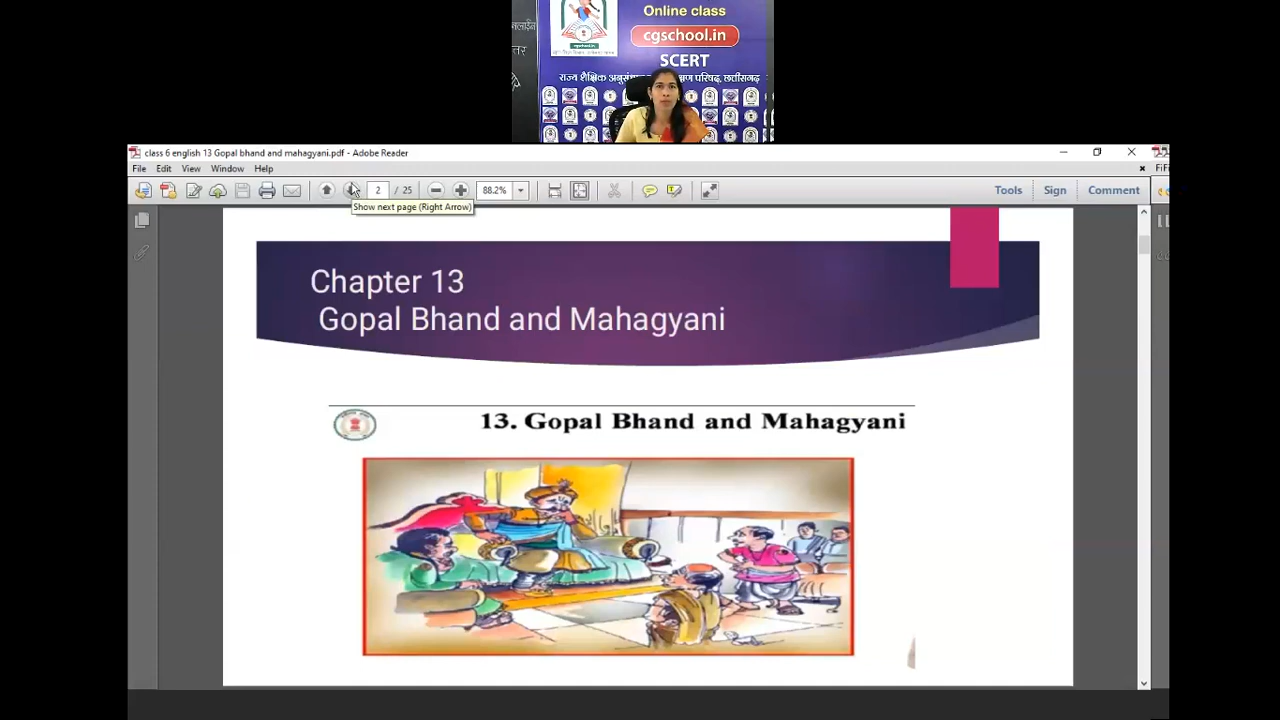 Online class
cgschool.in
SCERT
cgschool.in
class 6 english 13 Gopal bhand and mahagyani.pdf - Adobe Reader
File Edit View Window Help
2 / 25 88.2% Tools Sign Comment
Show next page (Right Arrow)
Chapter 13
Gopal Bhand and Mahagyani
13. Gopal Bhand and Mahagyani